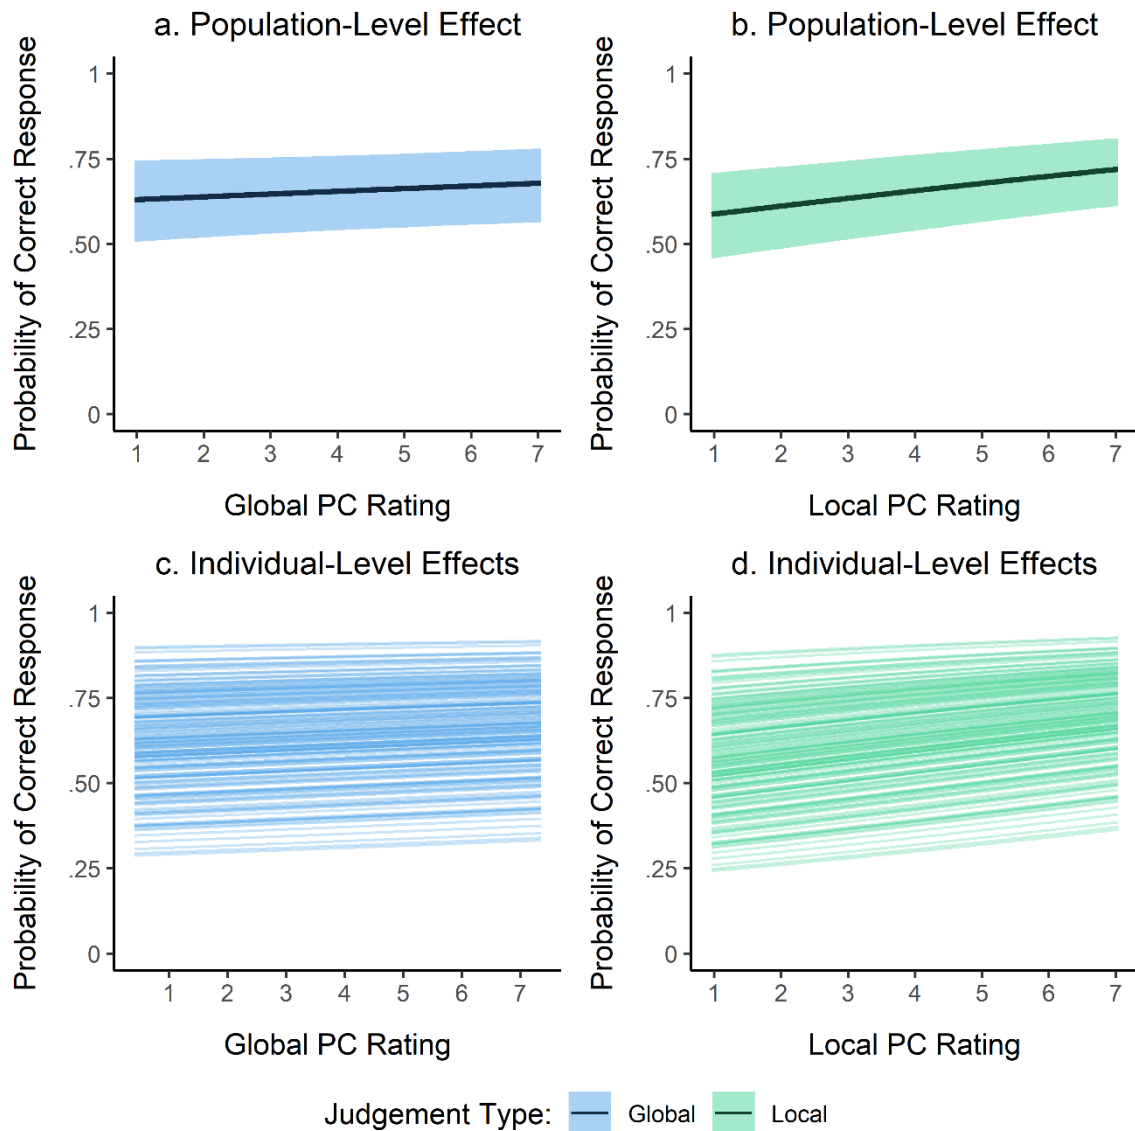 a. Population-Level Effect
Probability of Correct Response
1
.75
.50
.25
0
1 2 3 4 5 6 7
Global PC Rating
b. Population-Level Effect
Probability of Correct Response
1
.75
.50
.25
0
1 2 3 4 5 6 7
Local PC Rating
c. Individual-Level Effects
Probability of Correct Response
1
.75
.50
.25
0
1 2 3 4 5 6 7
Global PC Rating
d. Individual-Level Effects
Probability of Correct Response
1
.75
.50
.25
0
1 2 3 4 5 6 7
Local PC Rating
Judgement Type: Global Local